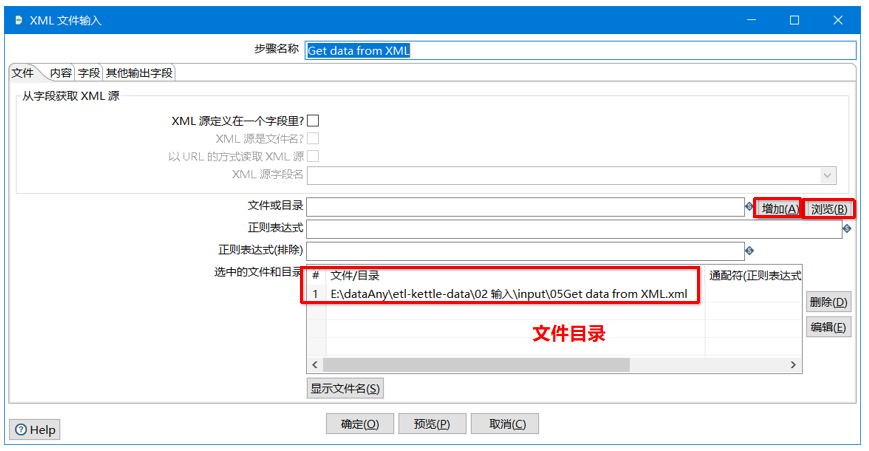 XML 文件输入
步骤名称 Get data from XML
文件 内容 字段 其他输出字段
从字段获取 XML 源
XML 源定义在一个字段里?
XML 源是文件名?
以 URL 的方式读取 XML 源
XML 源字段名
文件或目录 增加(A) 浏览(B)
正则表达式
正则表达式(排除)
选中的文件和目录 # 文件/目录 通配符(正则表达式
1 E:\dataAny\etl-kettle-data\02 输入\input\05Get data from XML.xml
删除(D)
编辑(E)
文件目录
显示文件名(S)
Help 确定(O) 预览(P) 取消(C)